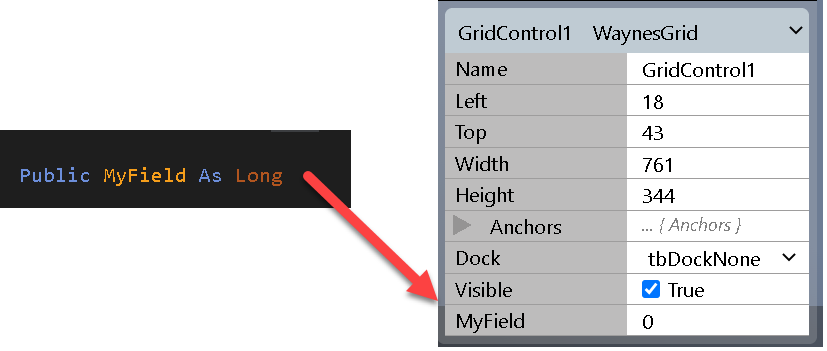 Public MyField As Long
GridControl1 WaynesGrid
Name GridControl1
Left 18
Top 43
Width 761
Height 344
Anchors ... { Anchors }
Dock tbDockNone
Visible True
MyField 0